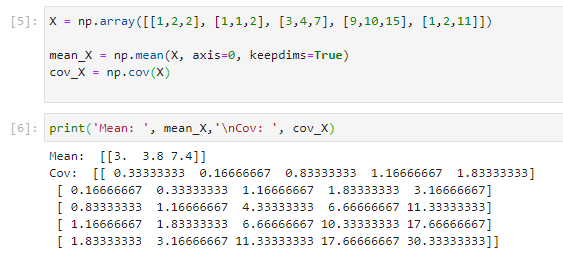 [5]: X = np.array([[1,2,2], [1,1,2], [3,4,7], [9,10,15], [1,2,11]])
mean_X = np.mean(X, axis=0, keepdims=True)
cov_X = np.cov(X)
[6]: print('Mean: ', mean_X,'\nCov: ', cov_X)
Mean:  [[3.  3.8 7.4]]
Cov:  [[ 0.33333333  0.16666667  0.83333333  1.16666667  1.83333333]
[ 0.16666667  0.33333333  1.16666667  1.83333333  3.16666667]
[ 0.83333333  1.16666667  4.33333333  6.66666667 11.33333333]
[ 1.16666667  1.83333333  6.66666667 10.33333333 17.66666667]
[ 1.83333333  3.16666667 11.33333333 17.66666667 30.33333333]]